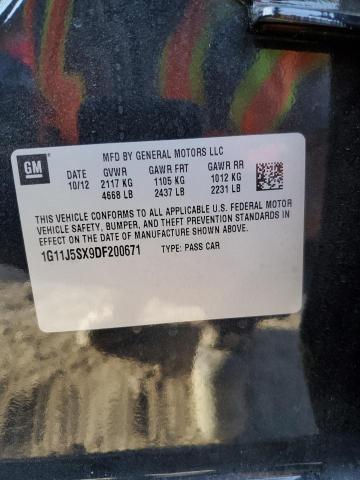 GM
MFD BY GENERAL MOTORS LLC
DATE GVWR GAWR FRT GAWR RR
10/12 2117 KG 1105 KG 1012 KG
4668 LB 2437 LB 2231 LB
THIS VEHICLE CONFORMS TO ALL APPLICABLE U.S. FEDERAL MOTOR
VEHICLE SAFETY, BUMPER, AND THEFT PREVENTION STANDARDS IN
EFFECT ON THE DATE OF MANUFACTURE SHOWN ABOVE.
1G11J5SX9DF200671 TYPE: PASS CAR